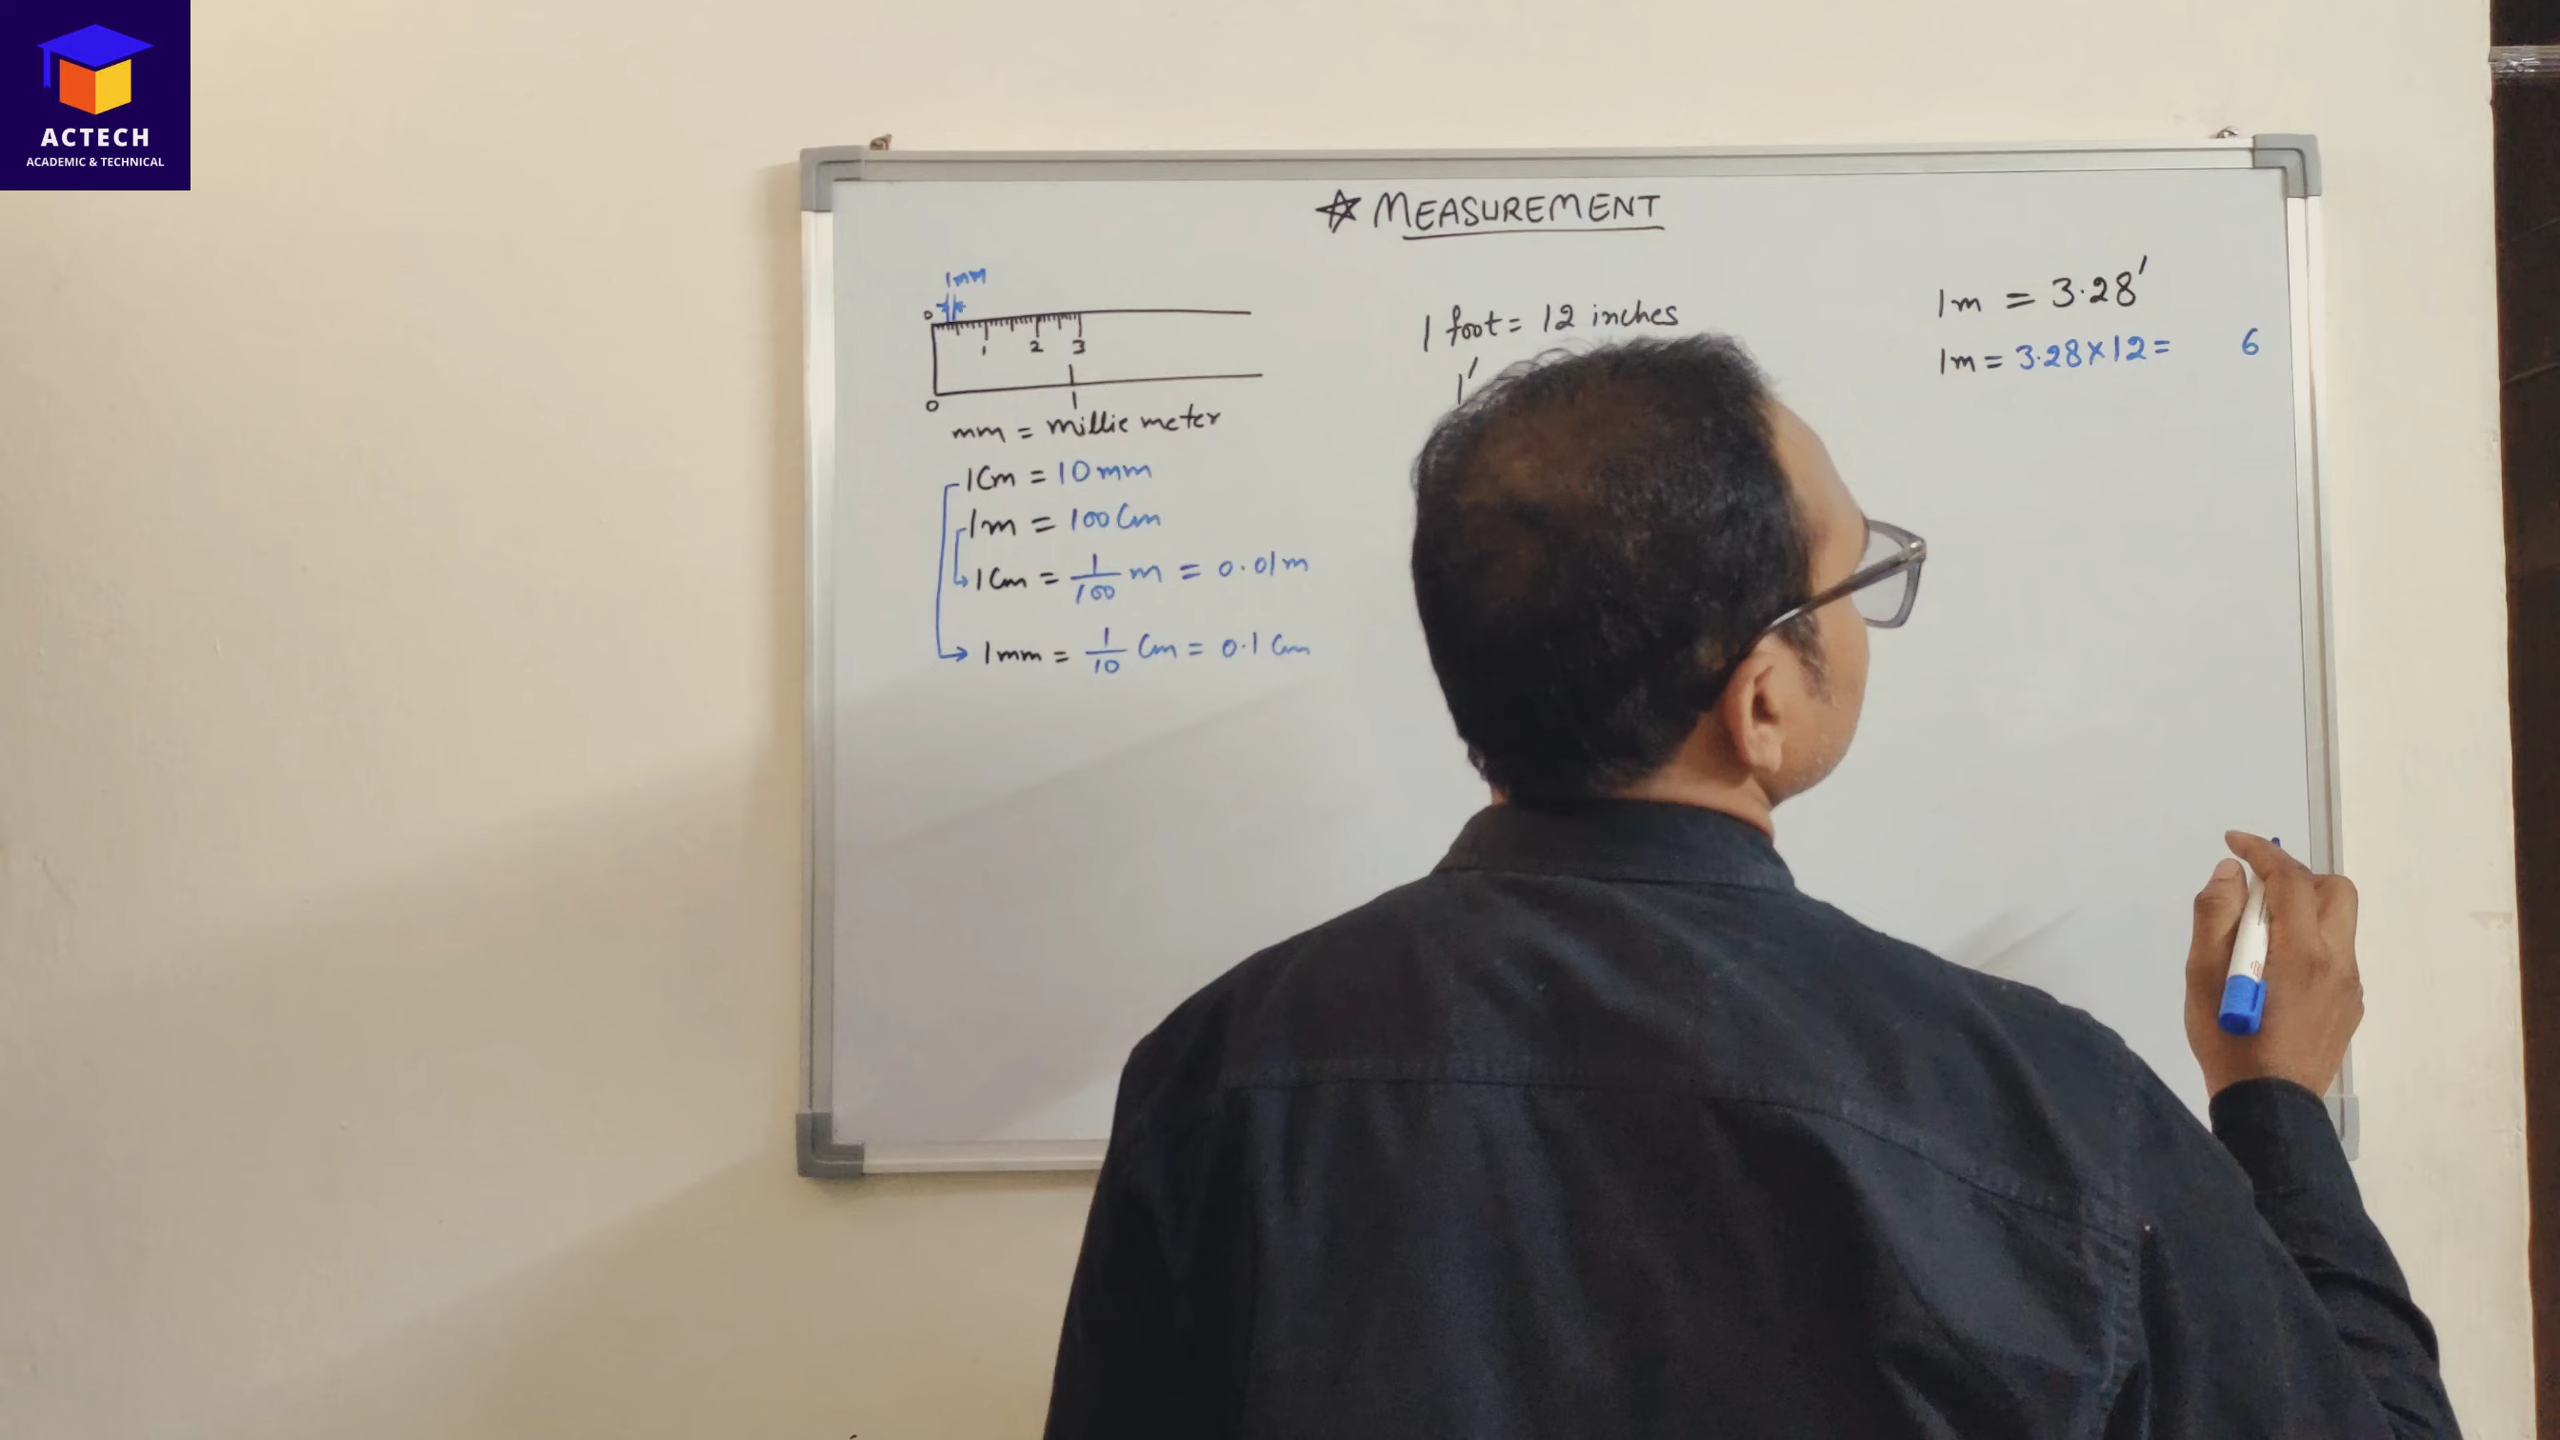 ACTECH
ACADEMIC & TECHNICAL
☆ MEASUREMENT
1mm
0
1 2 3
0 1
mm = millie meter
1Cm = 10mm
1m = 100Cm
1Cm = 1/100 m = 0.01m
1mm = 1/10 Cm = 0.1 Cm
1 foot = 12 inches
1'
1m = 3.28'
1m = 3.28×12= 6